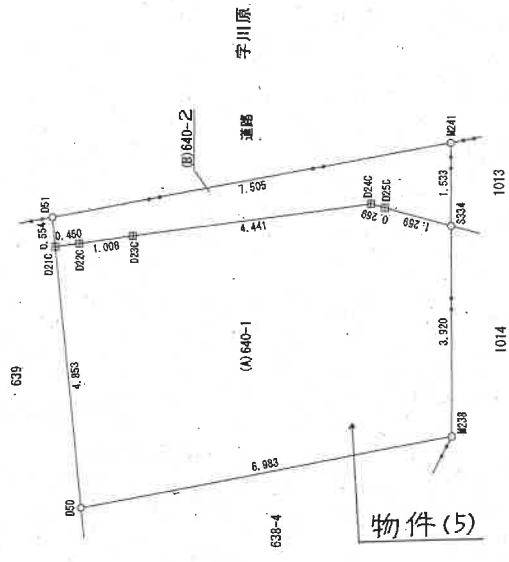 字川原
639
D51
0.554
D21C
0.450
D22C
1.008
D23C
(B)640-2
道路
4.853
7.505
4.441
D24C
D25C
0.269
1.269
M241
1.533
S334
1013
(A)640-1
3.920
1014
D50
6.983
M238
638-4
物件(5)